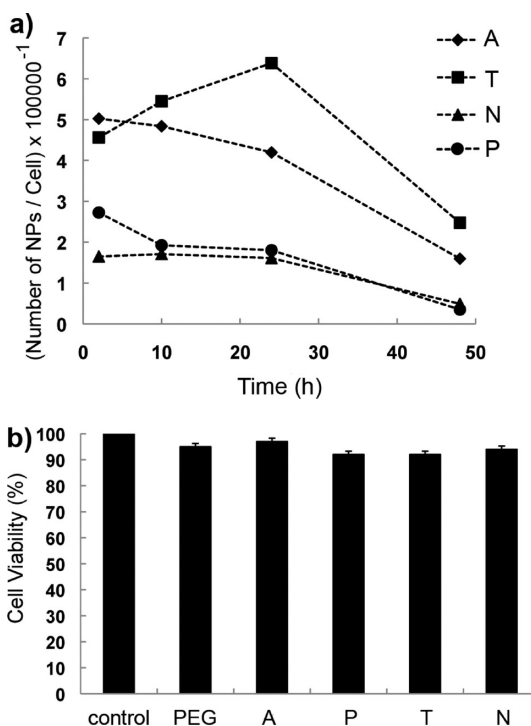 a)
(Number of NPs / Cell) x 100000⁻¹
7
6
5
4
3
2
1
0
0 10 20 30 40 50
Time (h)
A
T
N
P
b)
Cell Viability (%)
100
90
80
70
60
50
40
30
20
10
0
control PEG A P T N